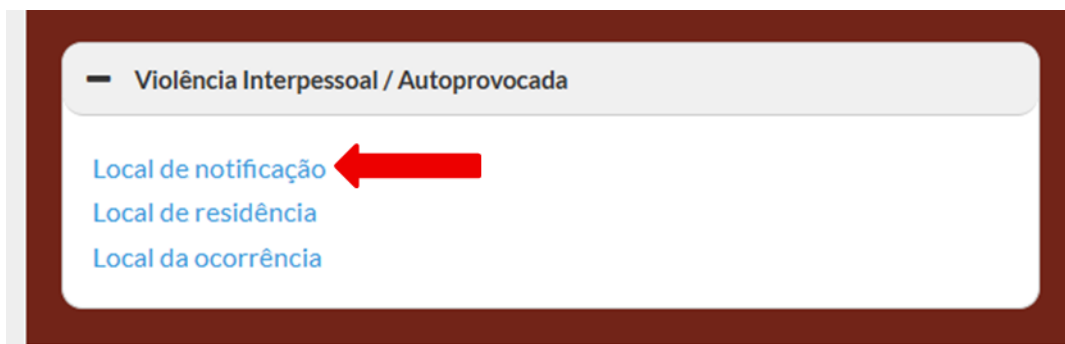 Violência Interpessoal / Autoprovocada
Local de notificação
Local de residência
Local da ocorrência